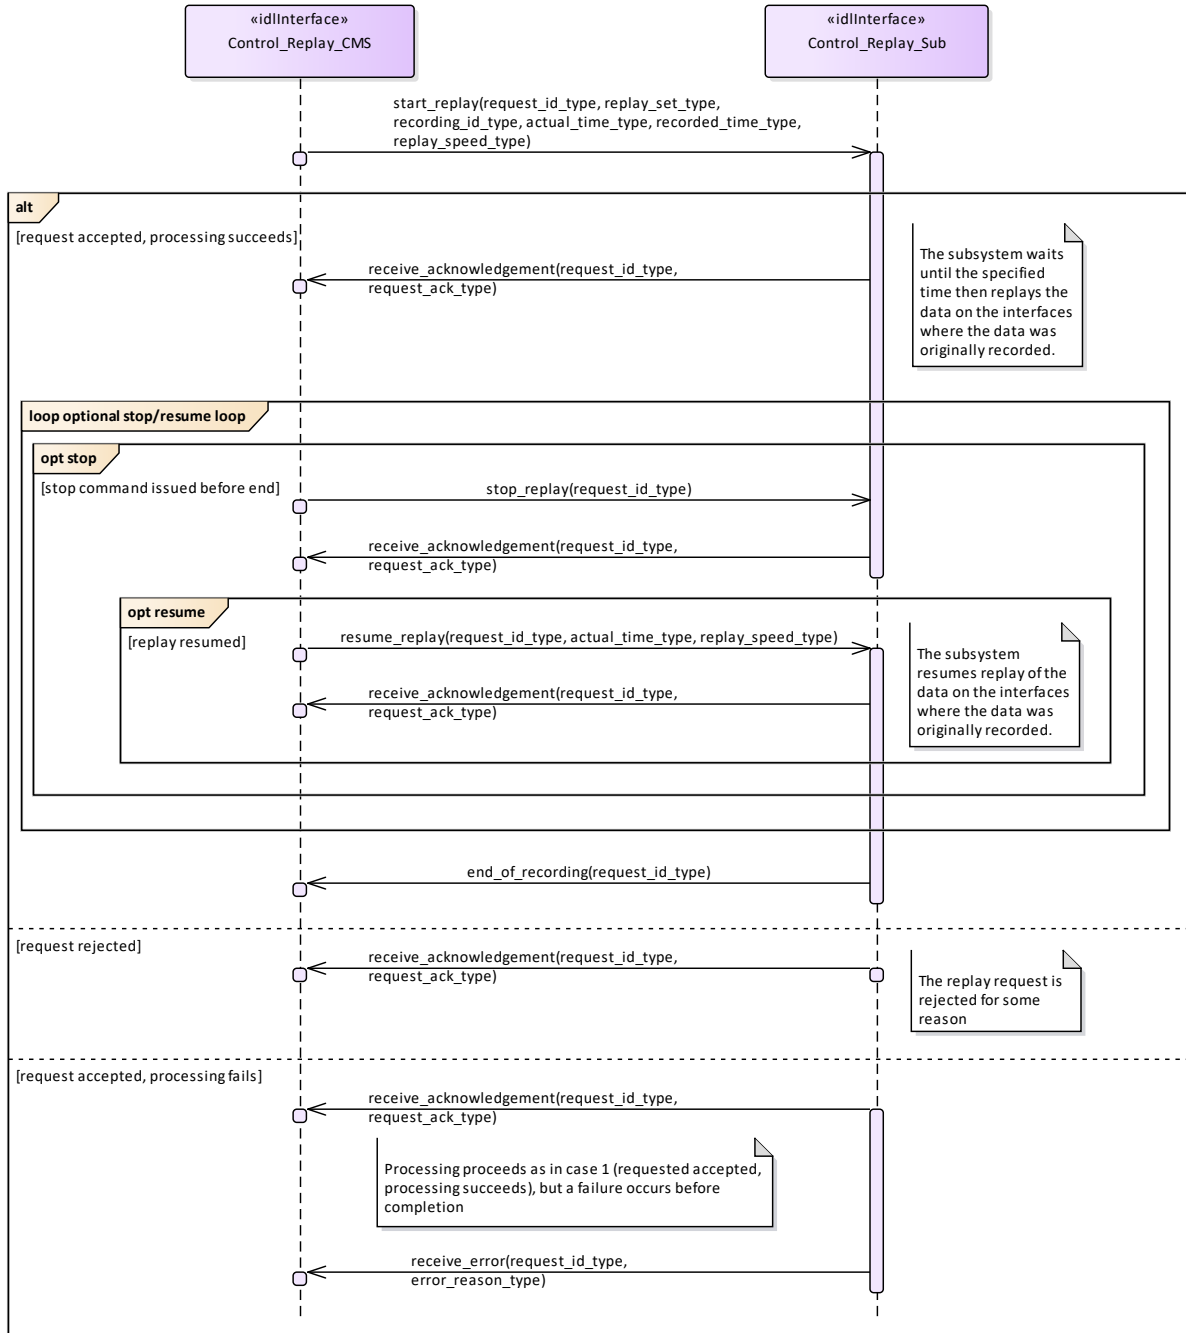 «idlInterface»
Control_Replay_CMS
«idlInterface»
Control_Replay_Sub
start_replay(request_id_type, replay_set_type,
recording_id_type, actual_time_type, recorded_time_type,
replay_speed_type)
alt
[request accepted, processing succeeds]
The subsystem waits
until the specified
time then replays the
data on the interfaces
where the data was
originally recorded.
receive_acknowledgement(request_id_type,
request_ack_type)
loop optional stop/resume loop
opt stop
[stop command issued before end]
stop_replay(request_id_type)
receive_acknowledgement(request_id_type,
request_ack_type)
opt resume
[replay resumed]
resume_replay(request_id_type, actual_time_type, replay_speed_type)
The subsystem
resumes replay of the
data on the interfaces
where the data was
originally recorded.
receive_acknowledgement(request_id_type,
request_ack_type)
end_of_recording(request_id_type)
[request rejected]
receive_acknowledgement(request_id_type,
request_ack_type)
The replay request is
rejected for some
reason
[request accepted, processing fails]
receive_acknowledgement(request_id_type,
request_ack_type)
Processing proceeds as in case 1 (requested accepted,
processing succeeds), but a failure occurs before
completion
receive_error(request_id_type,
error_reason_type)